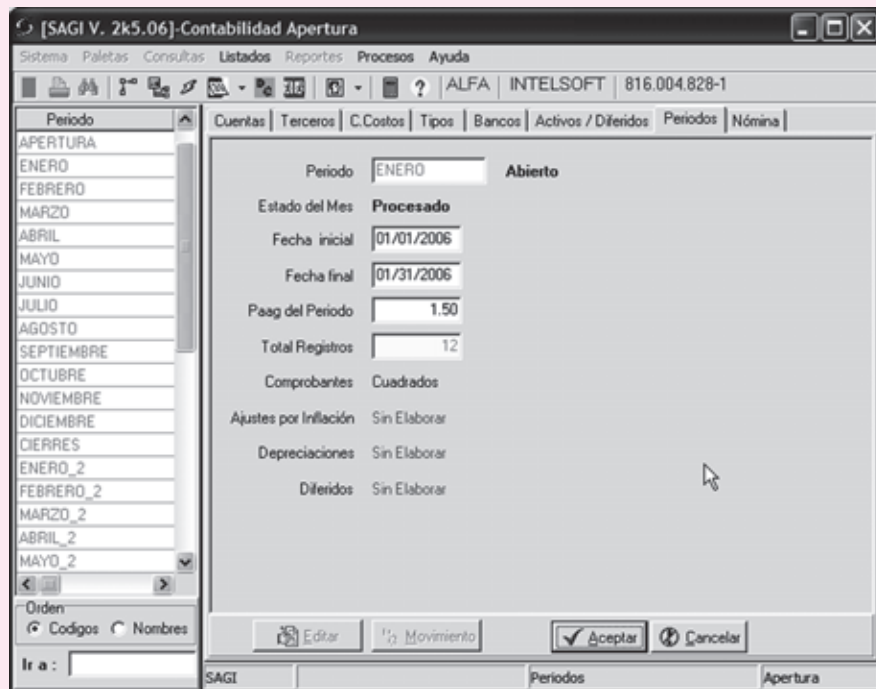 [SAGI V. 2k5.06]-Contabilidad Apertura
Sistema Paletas Consultas Listados Reportes Procesos Ayuda
ALFA INTELSOFT 816.004.828-1
Periodo
APERTURA
ENERO
FEBRERO
MARZO
ABRIL
MAYO
JUNIO
JULIO
AGOSTO
SEPTIEMBRE
OCTUBRE
NOVIEMBRE
DICIEMBRE
CIERRES
ENERO_2
FEBRERO_2
MARZO_2
ABRIL_2
MAYO_2
Orden
Codigos Nombres
Ir a :
Cuentas Terceros C.Costos Tipos Bancos Activos / Diferidos Periodos Nómina
Periodo ENERO Abierto
Estado del Mes Procesado
Fecha inicial 01/01/2006
Fecha final 01/31/2006
Paag del Periodo 1.50
Total Registros 12
Comprobantes Cuadrados
Ajustes por Inflación Sin Elaborar
Depreciaciones Sin Elaborar
Diferidos Sin Elaborar
Editar Movimiento Aceptar Cancelar
SAGI Periodos Apertura